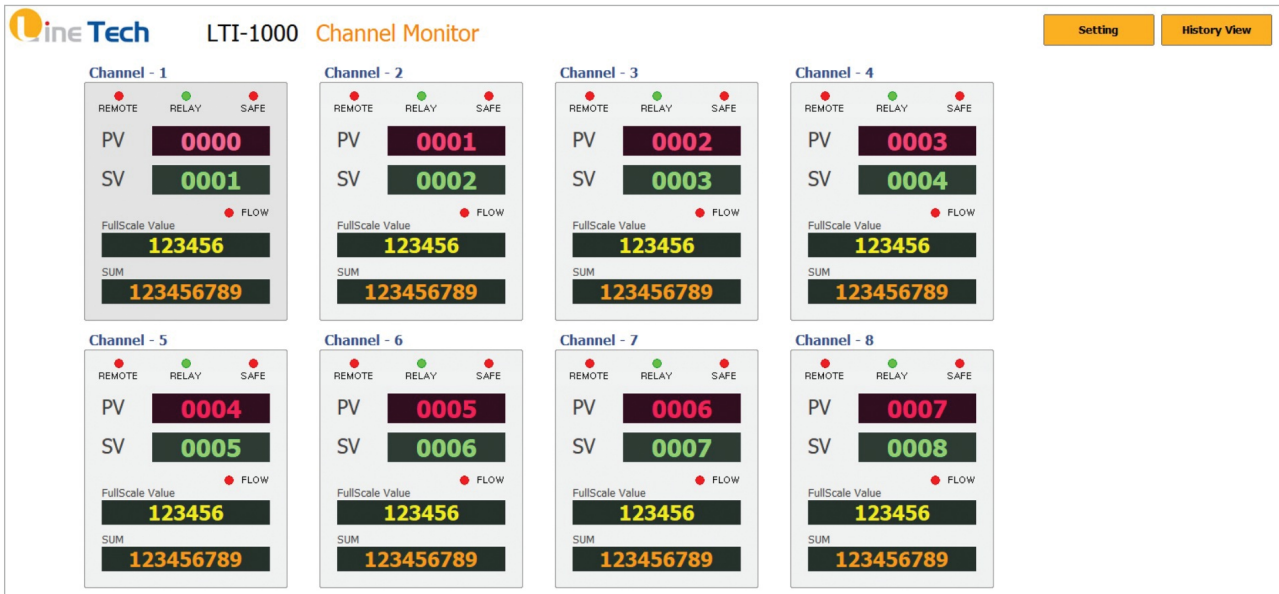 Line Tech LTI-1000 Channel Monitor Setting History View
Channel - 1 Channel - 2 Channel - 3 Channel - 4
REMOTE RELAY SAFE REMOTE RELAY SAFE REMOTE RELAY SAFE REMOTE RELAY SAFE
PV 0000 PV 0001 PV 0002 PV 0003
SV 0001 SV 0002 SV 0003 SV 0004
FLOW FLOW FLOW FLOW
FullScale Value FullScale Value FullScale Value FullScale Value
123456 123456 123456 123456
SUM SUM SUM SUM
123456789 123456789 123456789 123456789
Channel - 5 Channel - 6 Channel - 7 Channel - 8
REMOTE RELAY SAFE REMOTE RELAY SAFE REMOTE RELAY SAFE REMOTE RELAY SAFE
PV 0004 PV 0005 PV 0006 PV 0007
SV 0005 SV 0006 SV 0007 SV 0008
FLOW FLOW FLOW FLOW
FullScale Value FullScale Value FullScale Value FullScale Value
123456 123456 123456 123456
SUM SUM SUM SUM
123456789 123456789 123456789 123456789